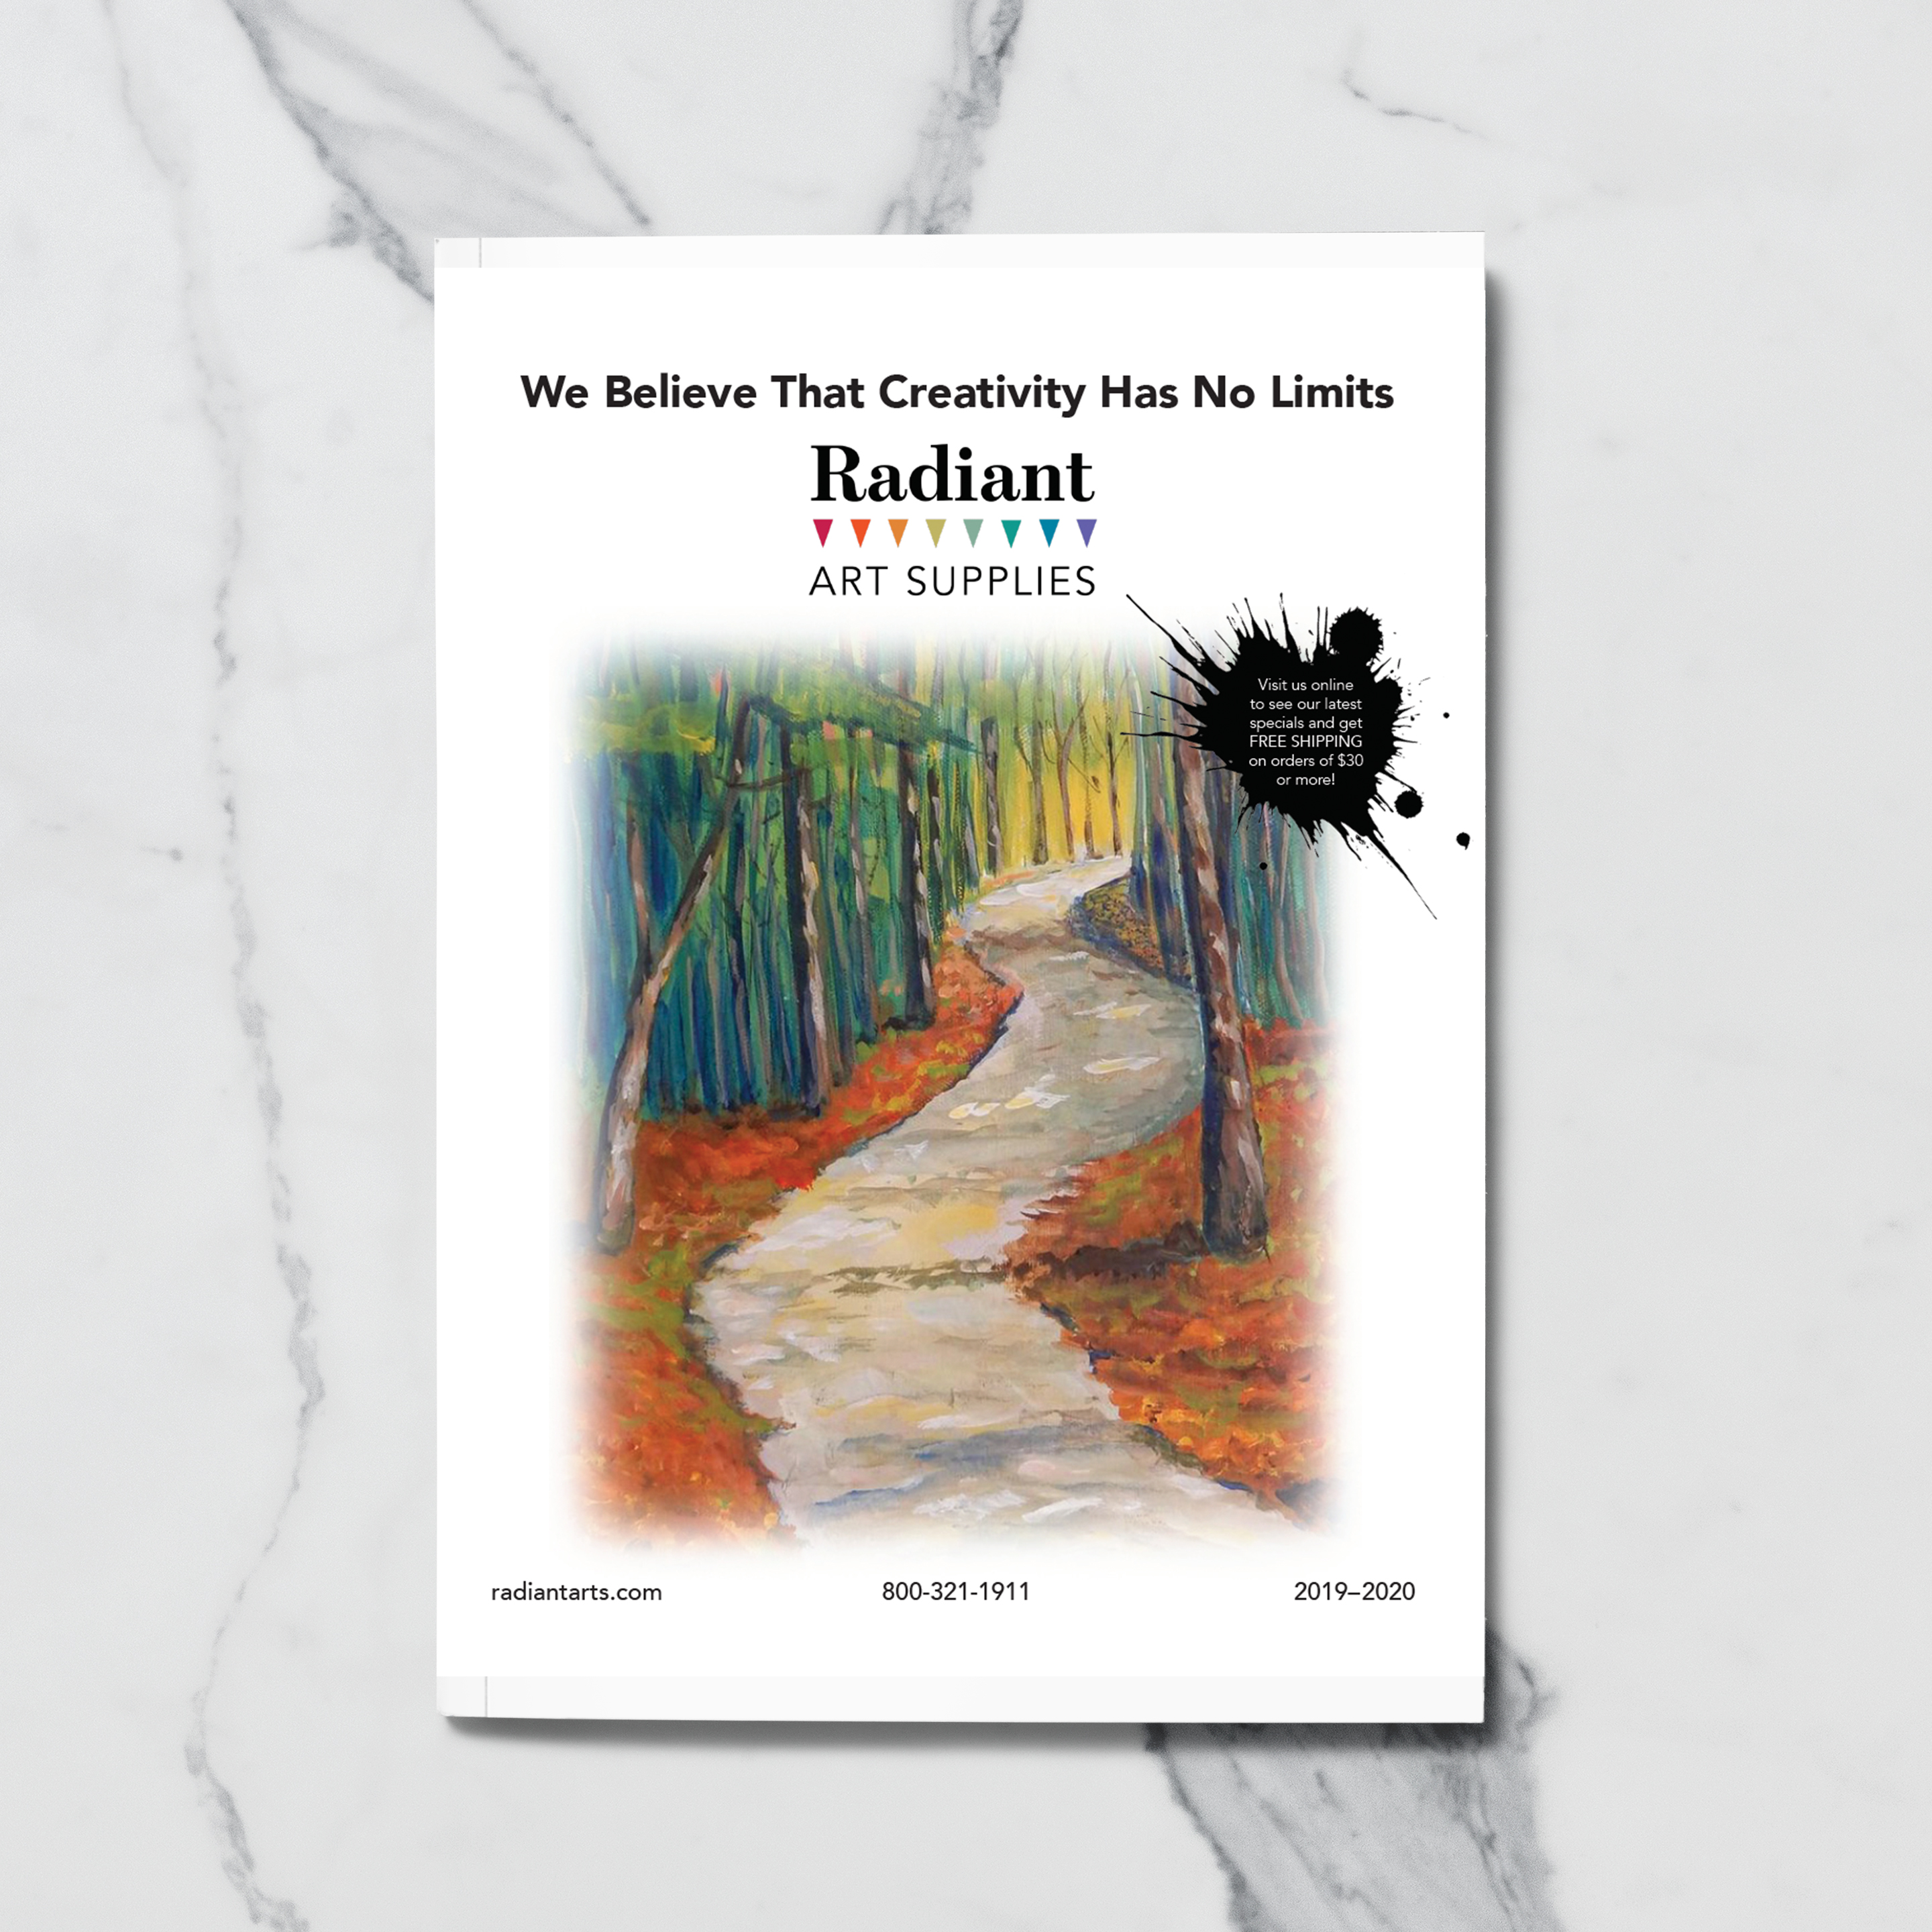 We Believe That Creativity Has No Limits
Radiant
ART SUPPLIES
Visit us online
to see our latest
specials and get
FREE SHIPPING
on orders of $30
or more!
radiantarts.com
800-321-1911
2019–2020